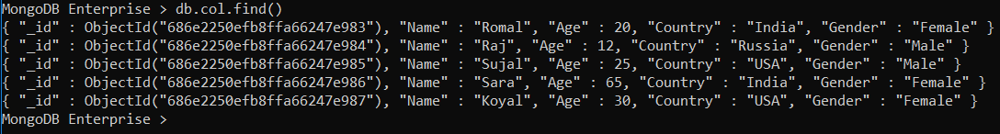 MongoDB Enterprise > db.col.find()
{ "_id" : ObjectId("686e2250efb8ffa66247e983"), "Name" : "Romal", "Age" : 20, "Country" : "India", "Gender" : "Female" }
{ "_id" : ObjectId("686e2250efb8ffa66247e984"), "Name" : "Raj", "Age" : 12, "Country" : "Russia", "Gender" : "Male" }
{ "_id" : ObjectId("686e2250efb8ffa66247e985"), "Name" : "Sujal", "Age" : 25, "Country" : "USA", "Gender" : "Male" }
{ "_id" : ObjectId("686e2250efb8ffa66247e986"), "Name" : "Sara", "Age" : 65, "Country" : "India", "Gender" : "Female" }
{ "_id" : ObjectId("686e2250efb8ffa66247e987"), "Name" : "Koyal", "Age" : 30, "Country" : "USA", "Gender" : "Female" }
MongoDB Enterprise >